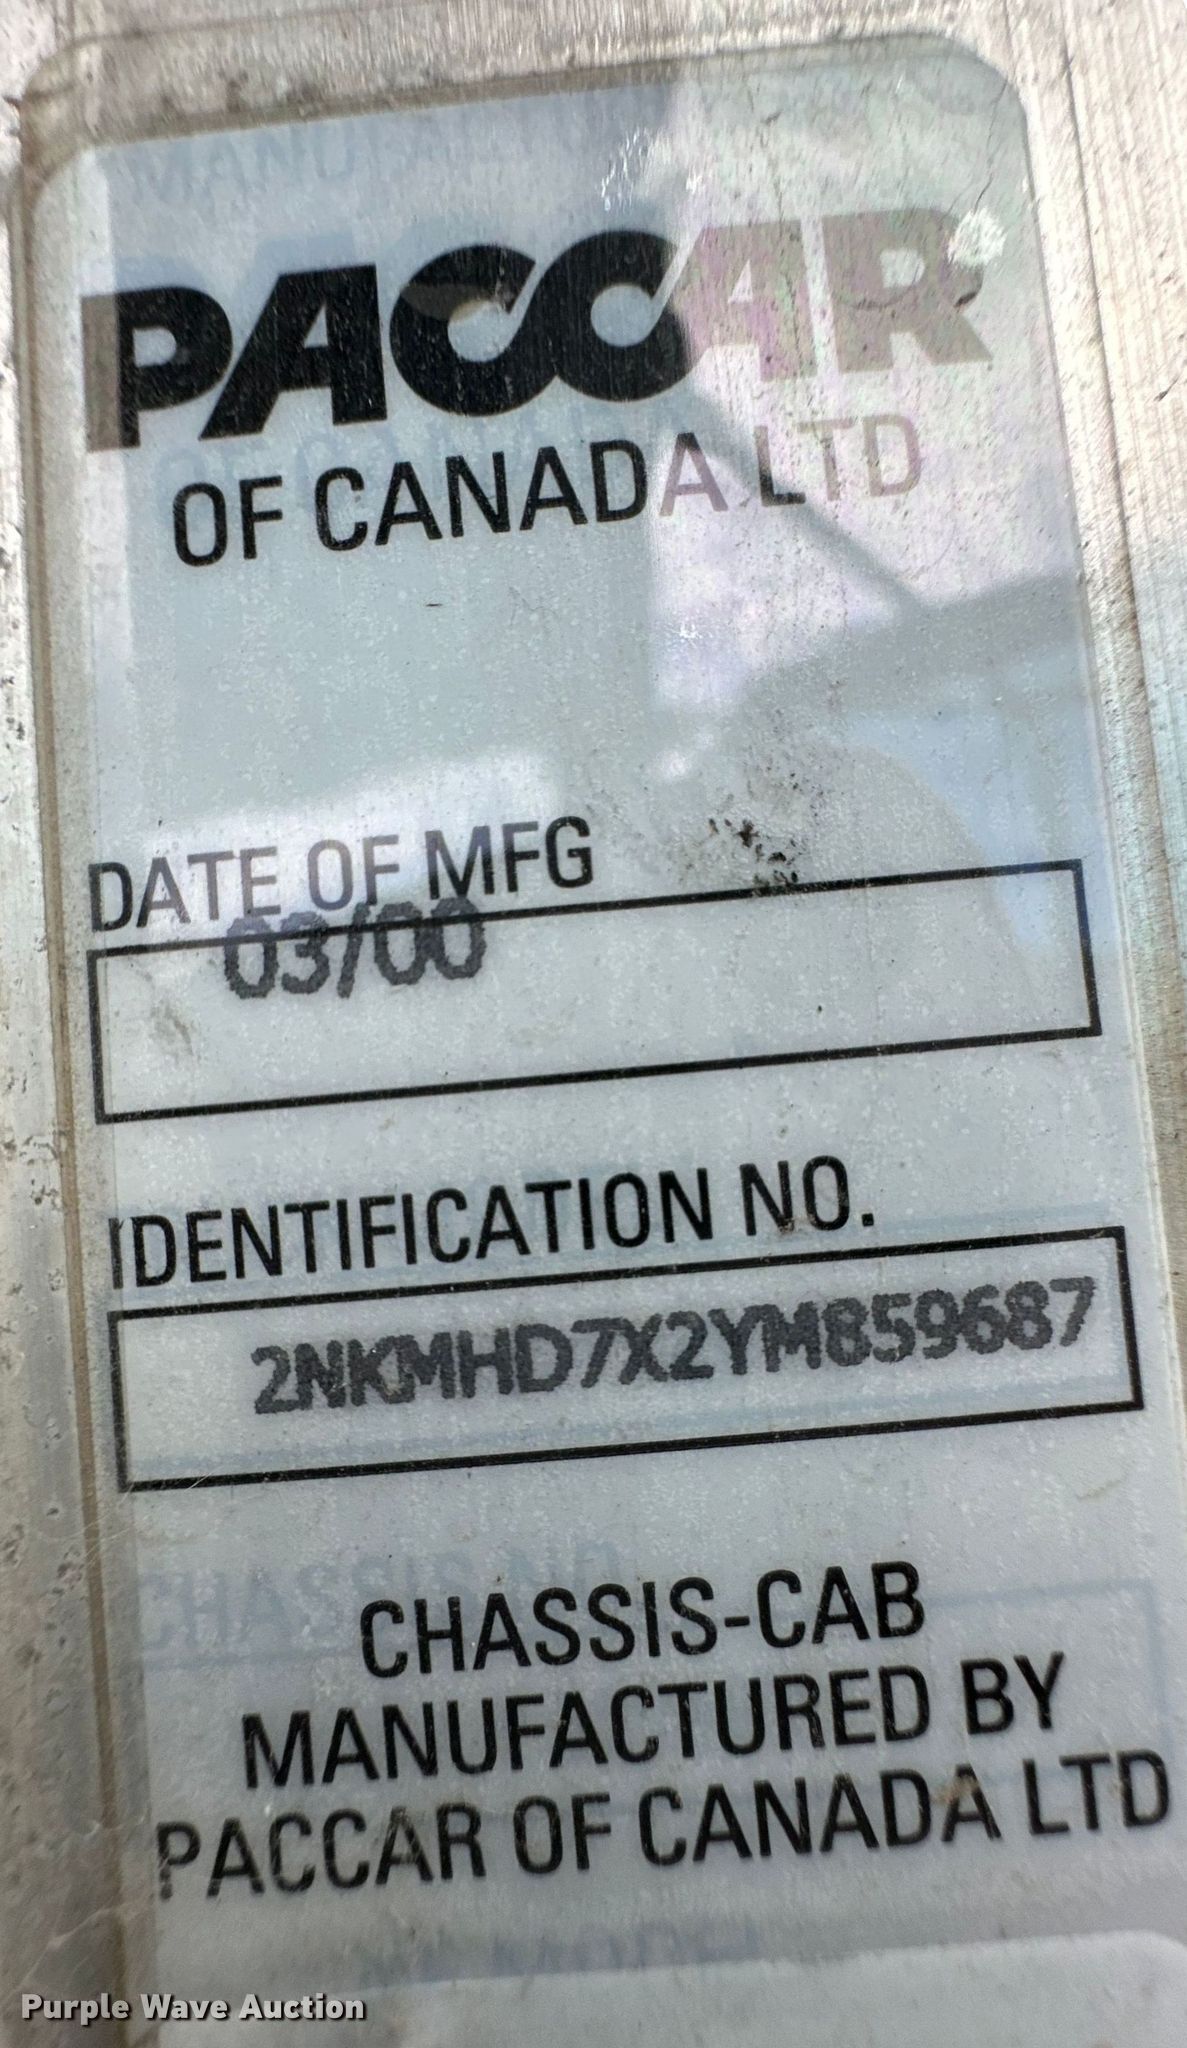 PACCAR
OF CANADA LTD
DATE OF MFG
03/00
IDENTIFICATION NO.
2NKMHD7X2YM859687
CHASSIS-CAB
MANUFACTURED BY
PACCAR OF CANADA LTD
Purple Wave Auction